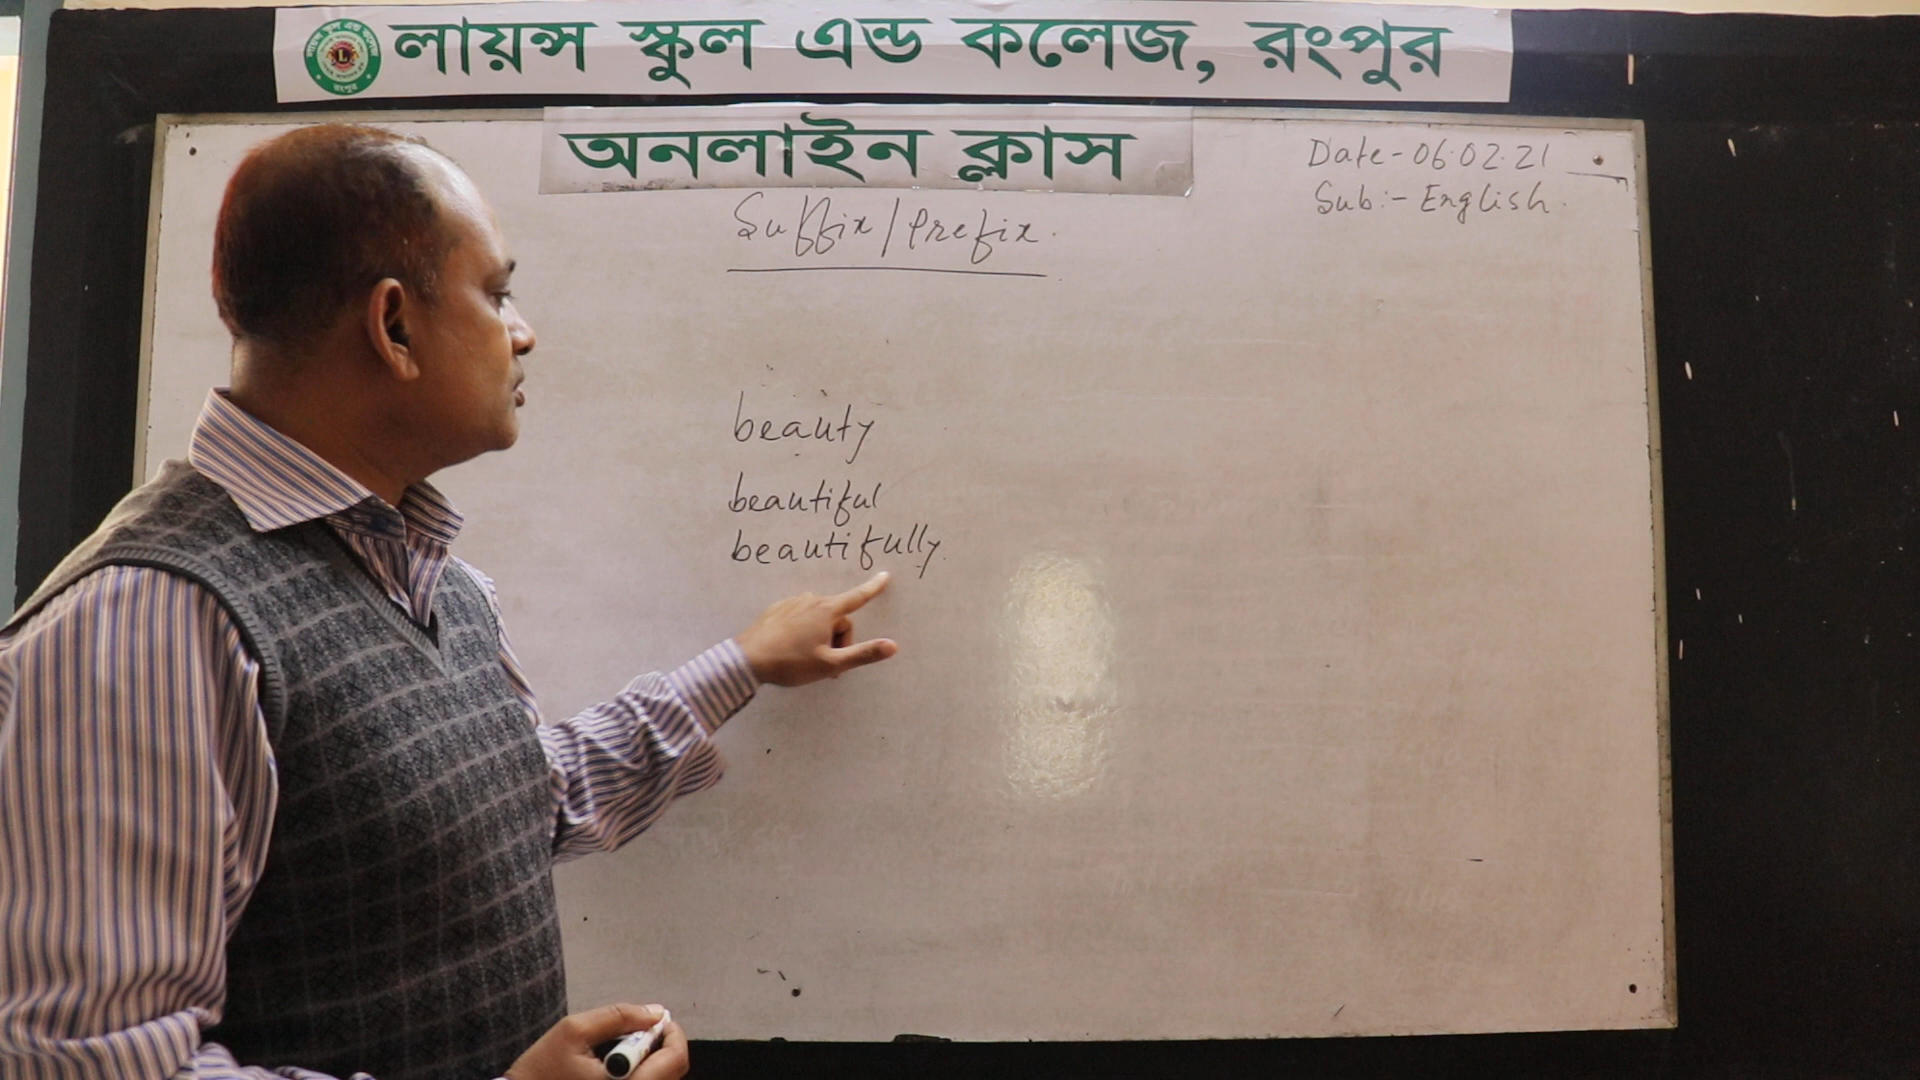 লায়ন্স স্কুল এন্ড কলেজ, রংপুর
অনলাইন ক্লাস
Date-06.02.21
Sub:- English.
Suffix/Prefix.
beauty
beautiful
beautifully.